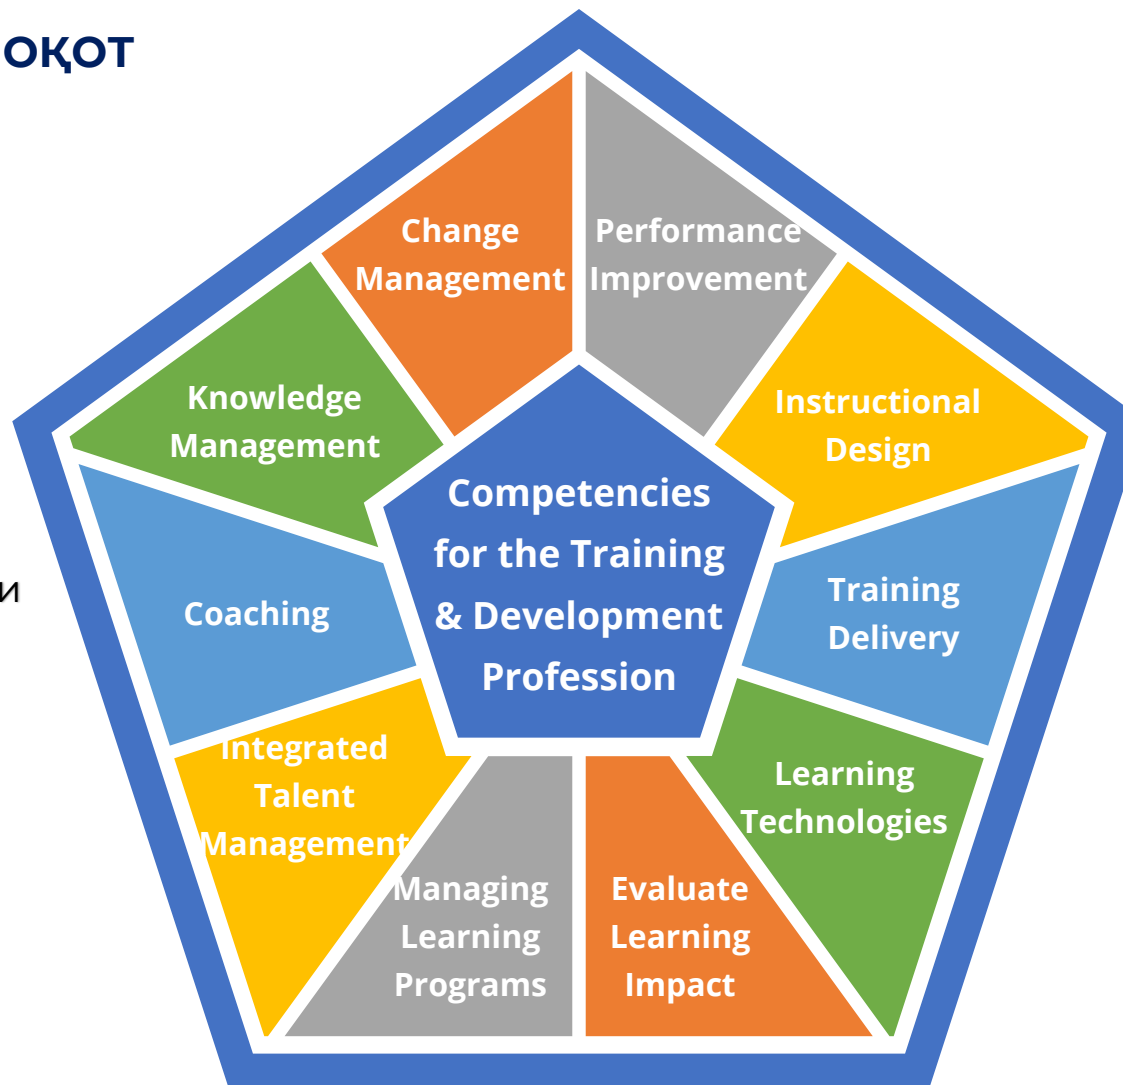 оқот
Change
Management
Performance
Improvement
Knowledge
Management
Instructional
Design
Competencies
for the Training
& Development
Profession
Coaching
и
Training
Delivery
Integrated
Talent
Management
Learning
Technologies
Managing
Learning
Programs
Evaluate
Learning
Impact